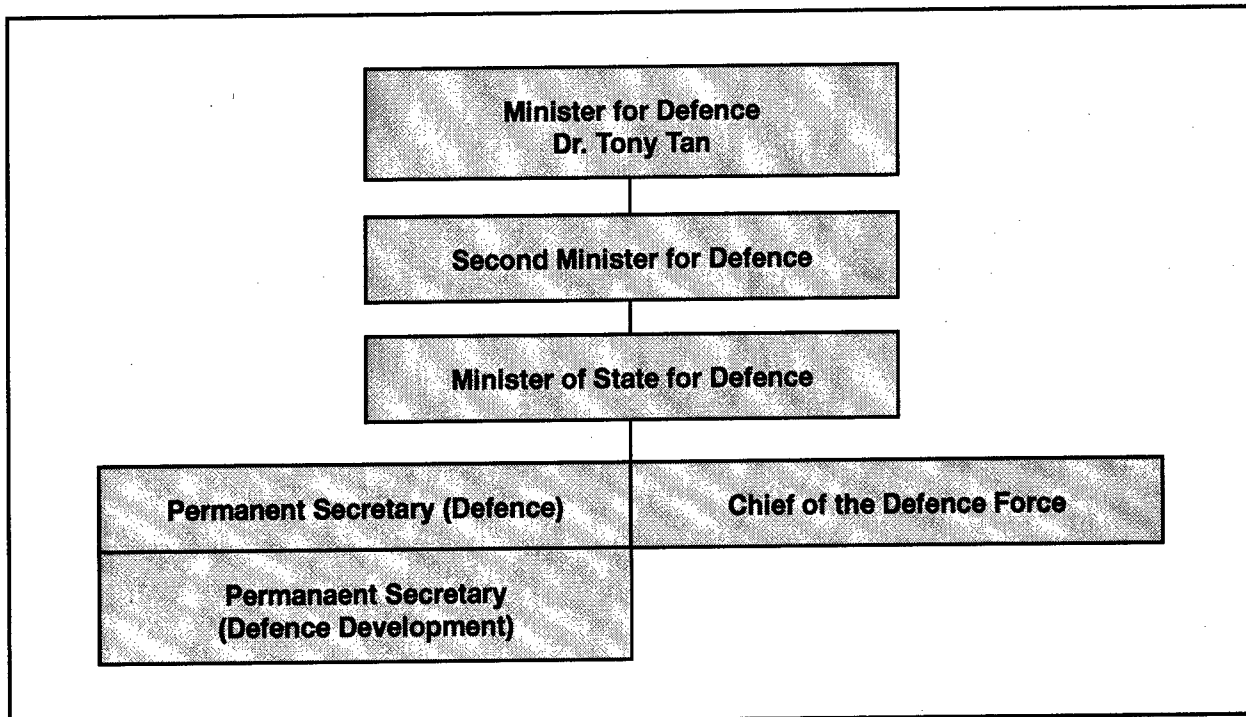 Minister for Defence
Dr. Tony Tan
Second Minister for Defence
Minister of State for Defence
Permanent Secretary (Defence)
Chief of the Defence Force
Permanaent Secretary
(Defence Development)